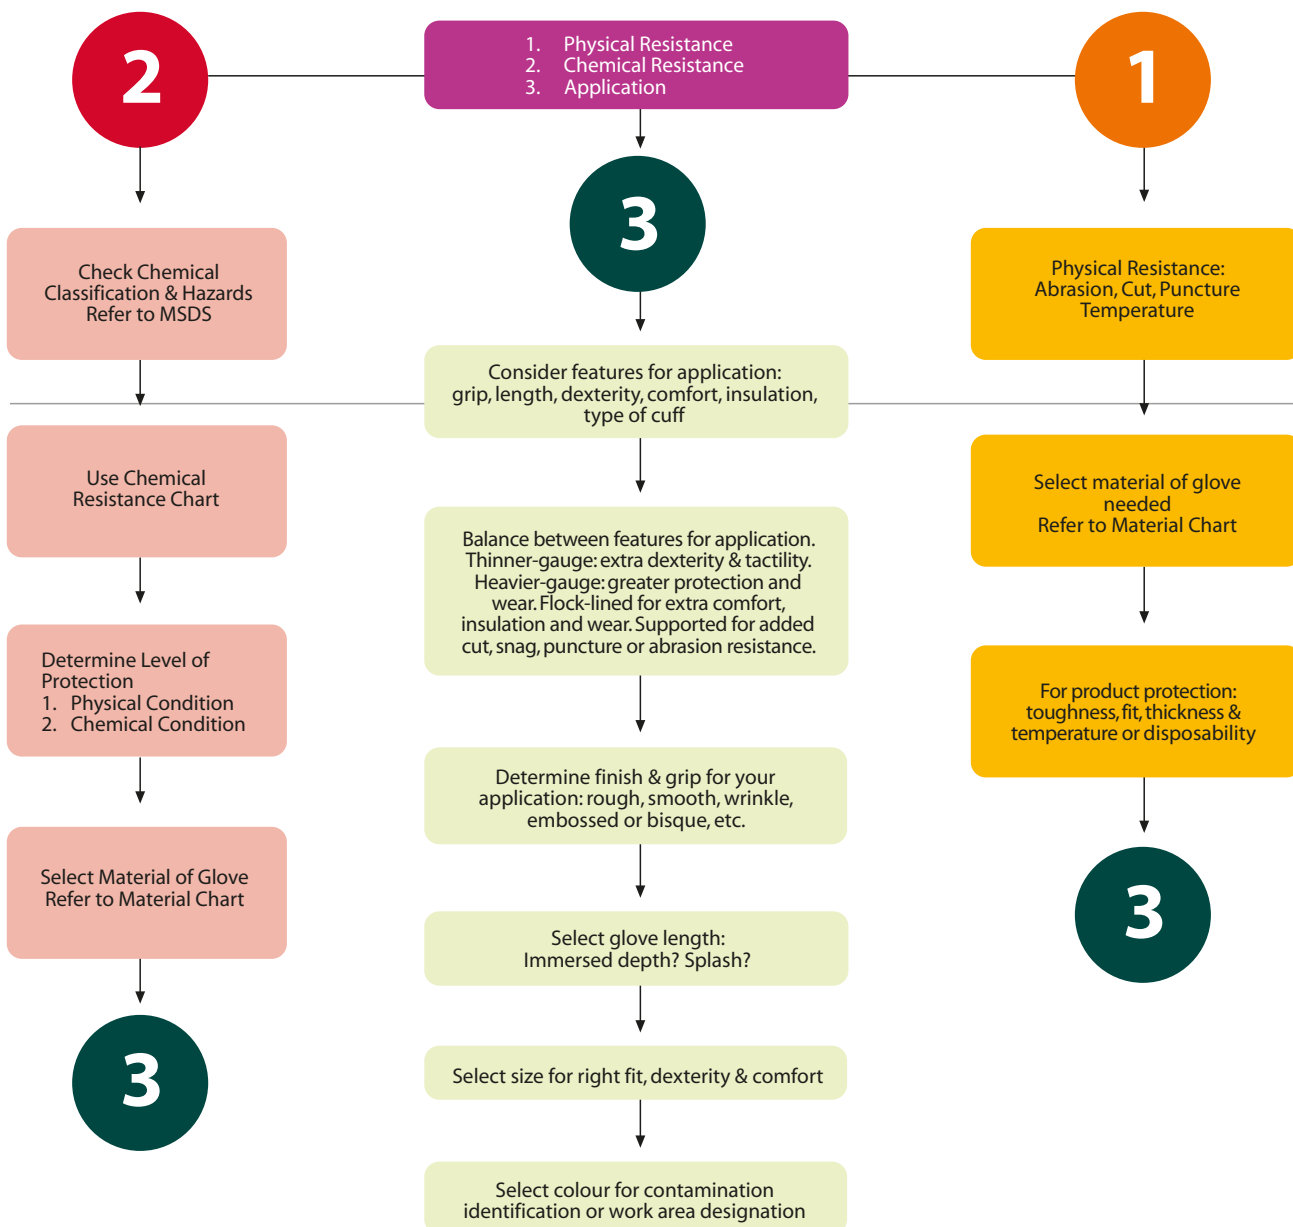 2
1. Physical Resistance
2. Chemical Resistance
3. Application
1
3
Check Chemical
Classification & Hazards
Refer to MSDS
Use Chemical
Resistance Chart
Determine Level of
Protection
1. Physical Condition
2. Chemical Condition
Select Material of Glove
Refer to Material Chart
3
Consider features for application:
grip, length, dexterity, comfort, insulation,
type of cuff
Balance between features for application.
Thinner-gauge: extra dexterity & tactility.
Heavier-gauge: greater protection and
wear. Flock-lined for extra comfort,
insulation and wear. Supported for added
cut, snag, puncture or abrasion resistance.
Determine finish & grip for your
application: rough, smooth, wrinkle,
embossed or bisque, etc.
Select glove length:
Immersed depth? Splash?
Select size for right fit, dexterity & comfort
Select colour for contamination
identification or work area designation
Physical Resistance:
Abrasion, Cut, Puncture
Temperature
Select material of glove
needed
Refer to Material Chart
For product protection:
toughness, fit, thickness &
temperature or disposability
3